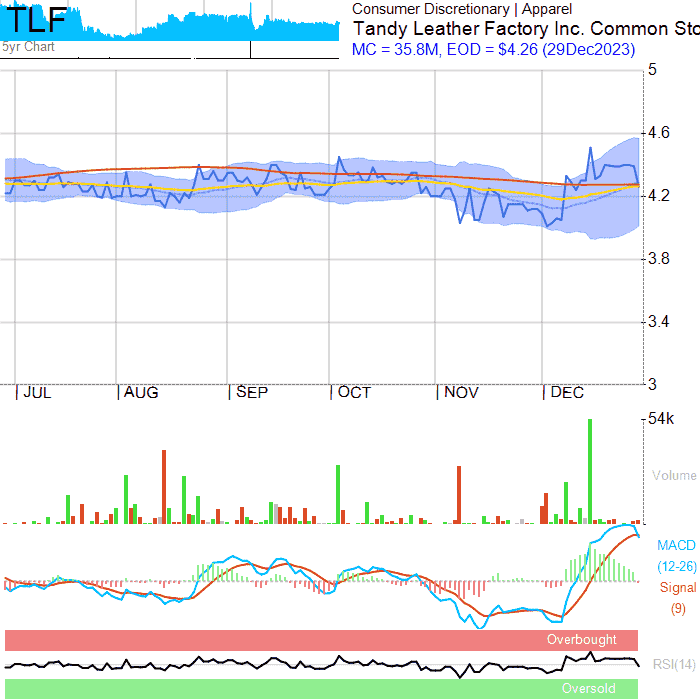 TLF
5yr Chart
Consumer Discretionary | Apparel
Tandy Leather Factory Inc. Common Sto
MC = 35.8M, EOD = $4.26 (29Dec2023)
5
4.6
4.2
3.8
3.4
3
JUL AUG SEP OCT NOV DEC
54k
Volume
MACD
(12-26)
Signal
(9)
Overbought
RSI(14)
Oversold